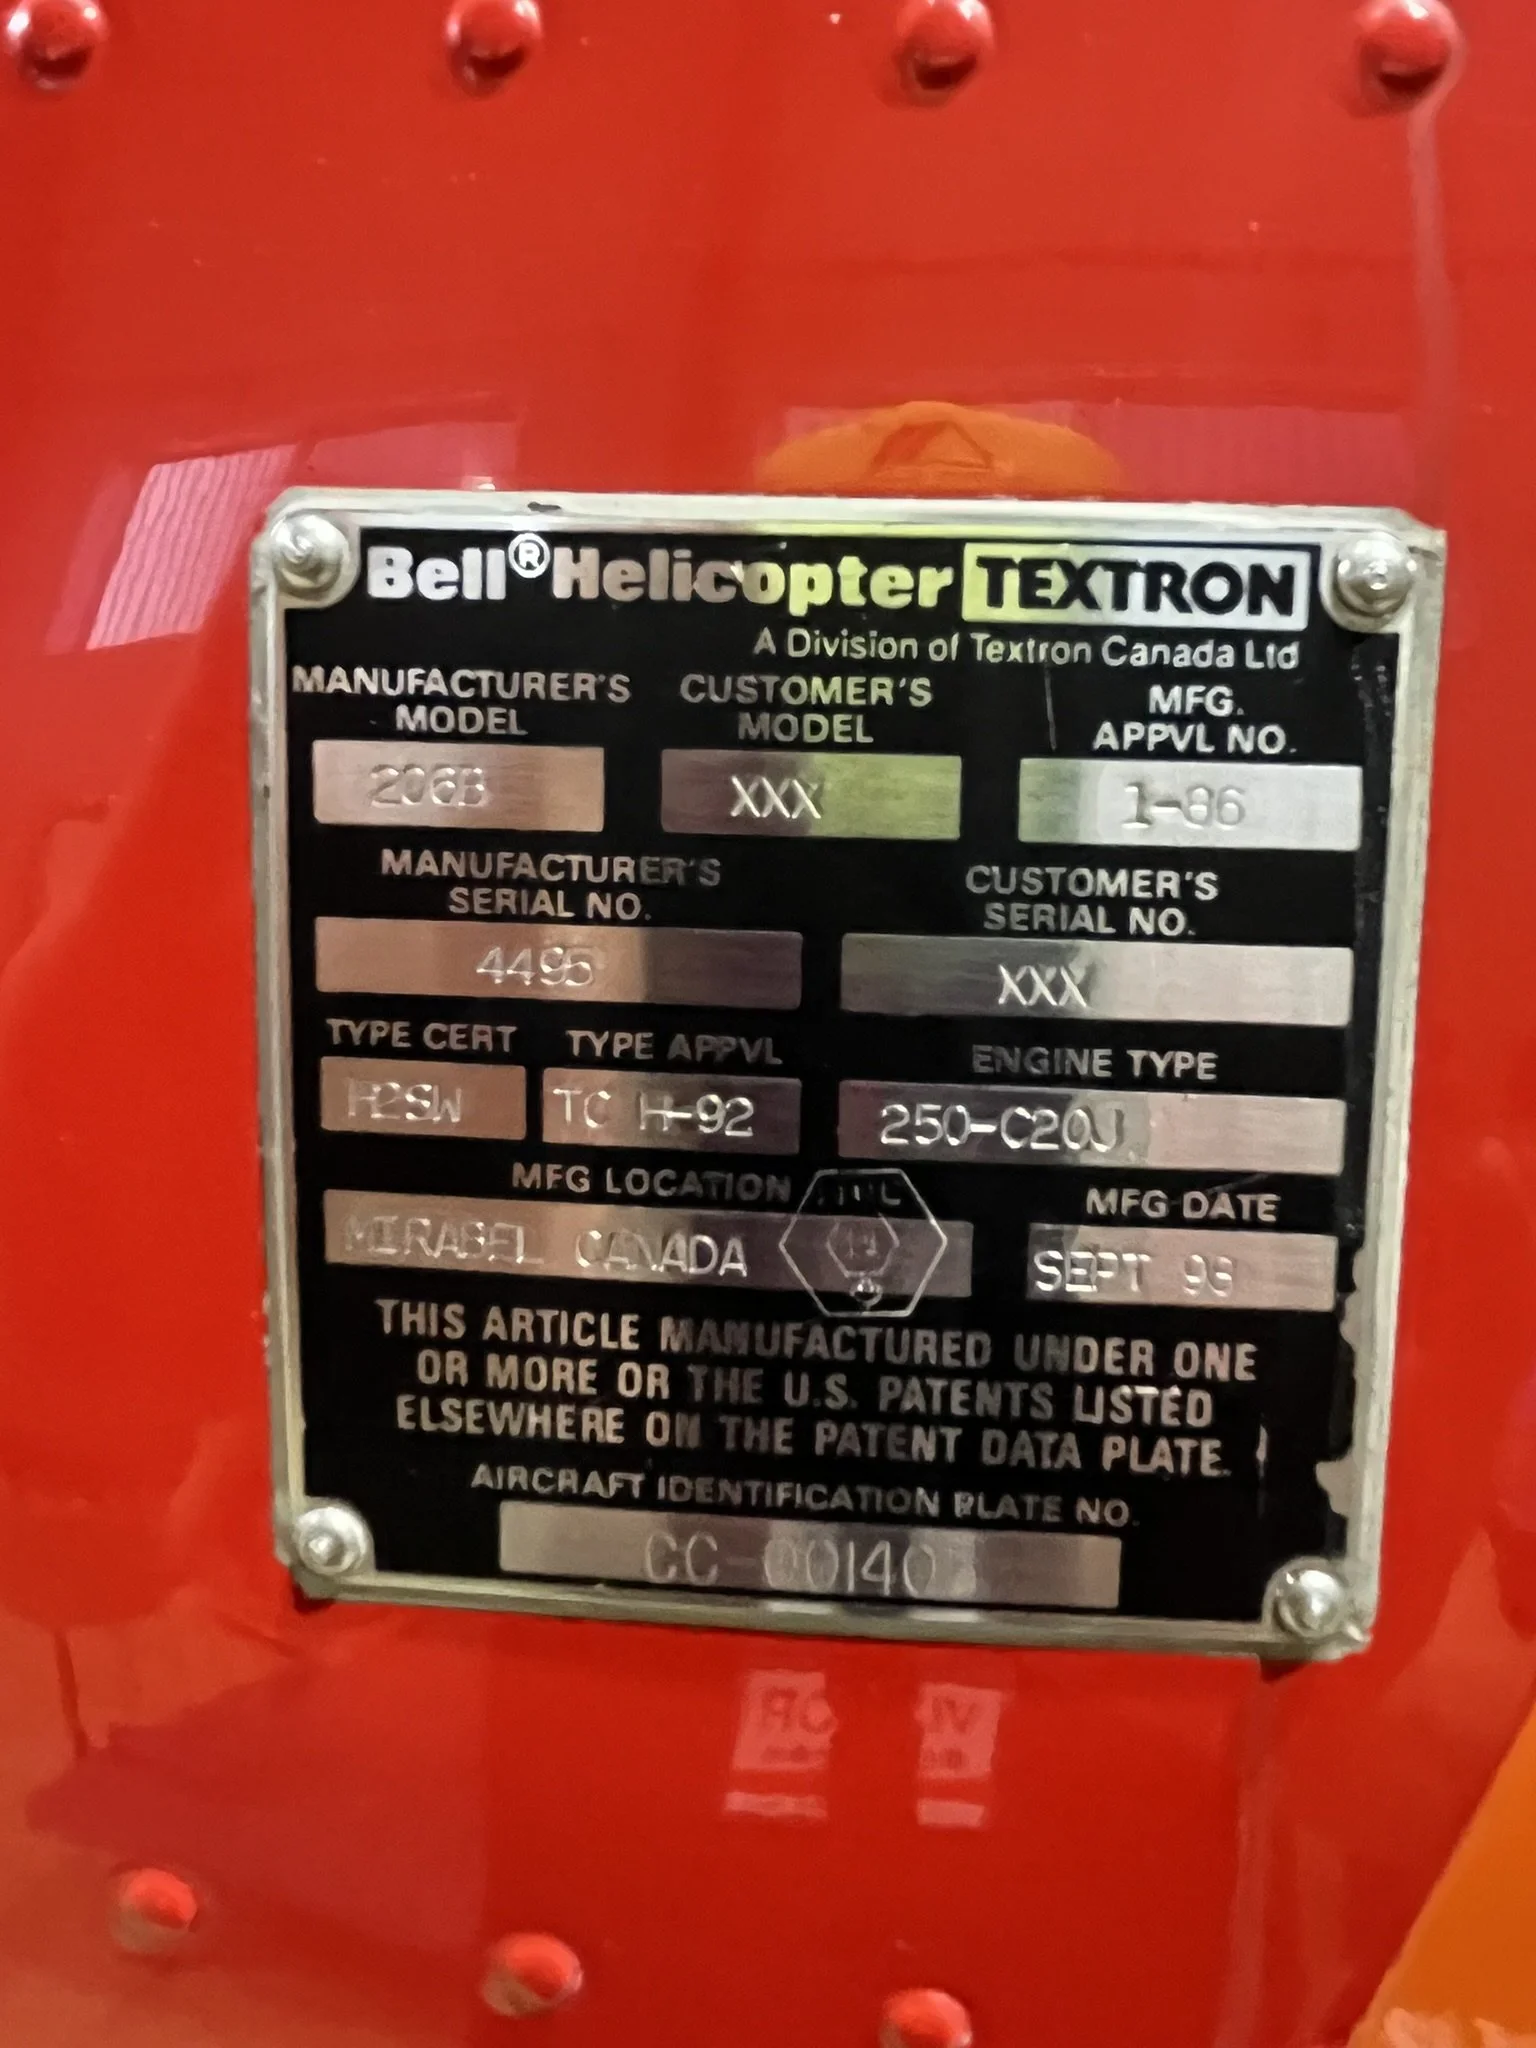 Bell® Helicopter TEXTRON
A Division of Textron Canada Ltd
MANUFACTURER'S MODEL
CUSTOMER'S MODEL
MFG. APPVL NO.
206B
XXX
1-86
MANUFACTURER'S SERIAL NO.
CUSTOMER'S SERIAL NO.
4495
XXX
TYPE CERT
TYPE APPVL
ENGINE TYPE
H2SW
TC H-92
250-C20J
MFG LOCATION
MFG DATE
MIRABEL CANADA
SEPT
THIS ARTICLE MANUFACTURED UNDER ONE
OR MORE OR THE U.S. PATENTS LISTED
ELSEWHERE ON THE PATENT DATA PLATE.
AIRCRAFT IDENTIFICATION PLATE NO.